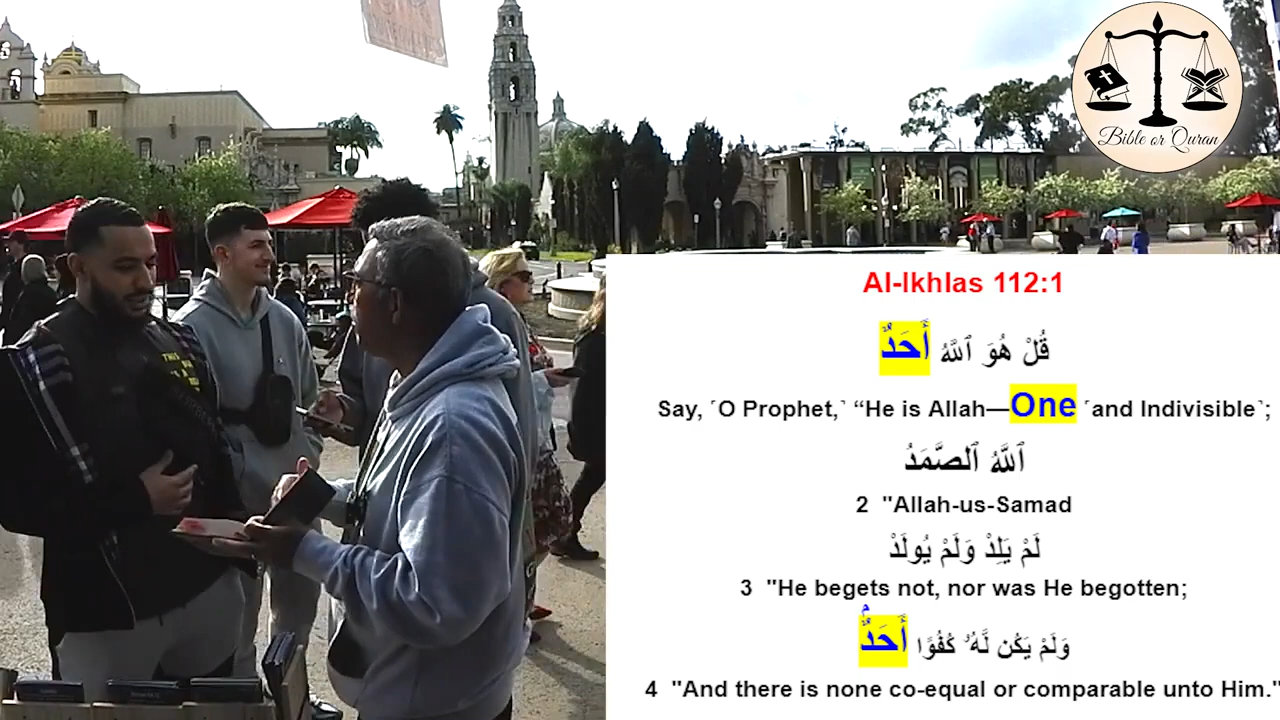 Bible or Quran
Al-Ikhlas 112:1
قُلْ هُوَ ٱللَّهُ أَحَدٌ
Say, ˹O Prophet,˺ “He is Allah—One ˹and Indivisible˺;
ٱللَّهُ ٱلصَّمَدُ
2 "Allah-us-Samad
لَمْ يَلِدْ وَلَمْ يُولَدْ
3 "He begets not, nor was He begotten;
وَلَمْ يَكُن لَّهُۥ كُفُوًا أَحَدٌۢ
4 "And there is none co-equal or comparable unto Him."
THIS